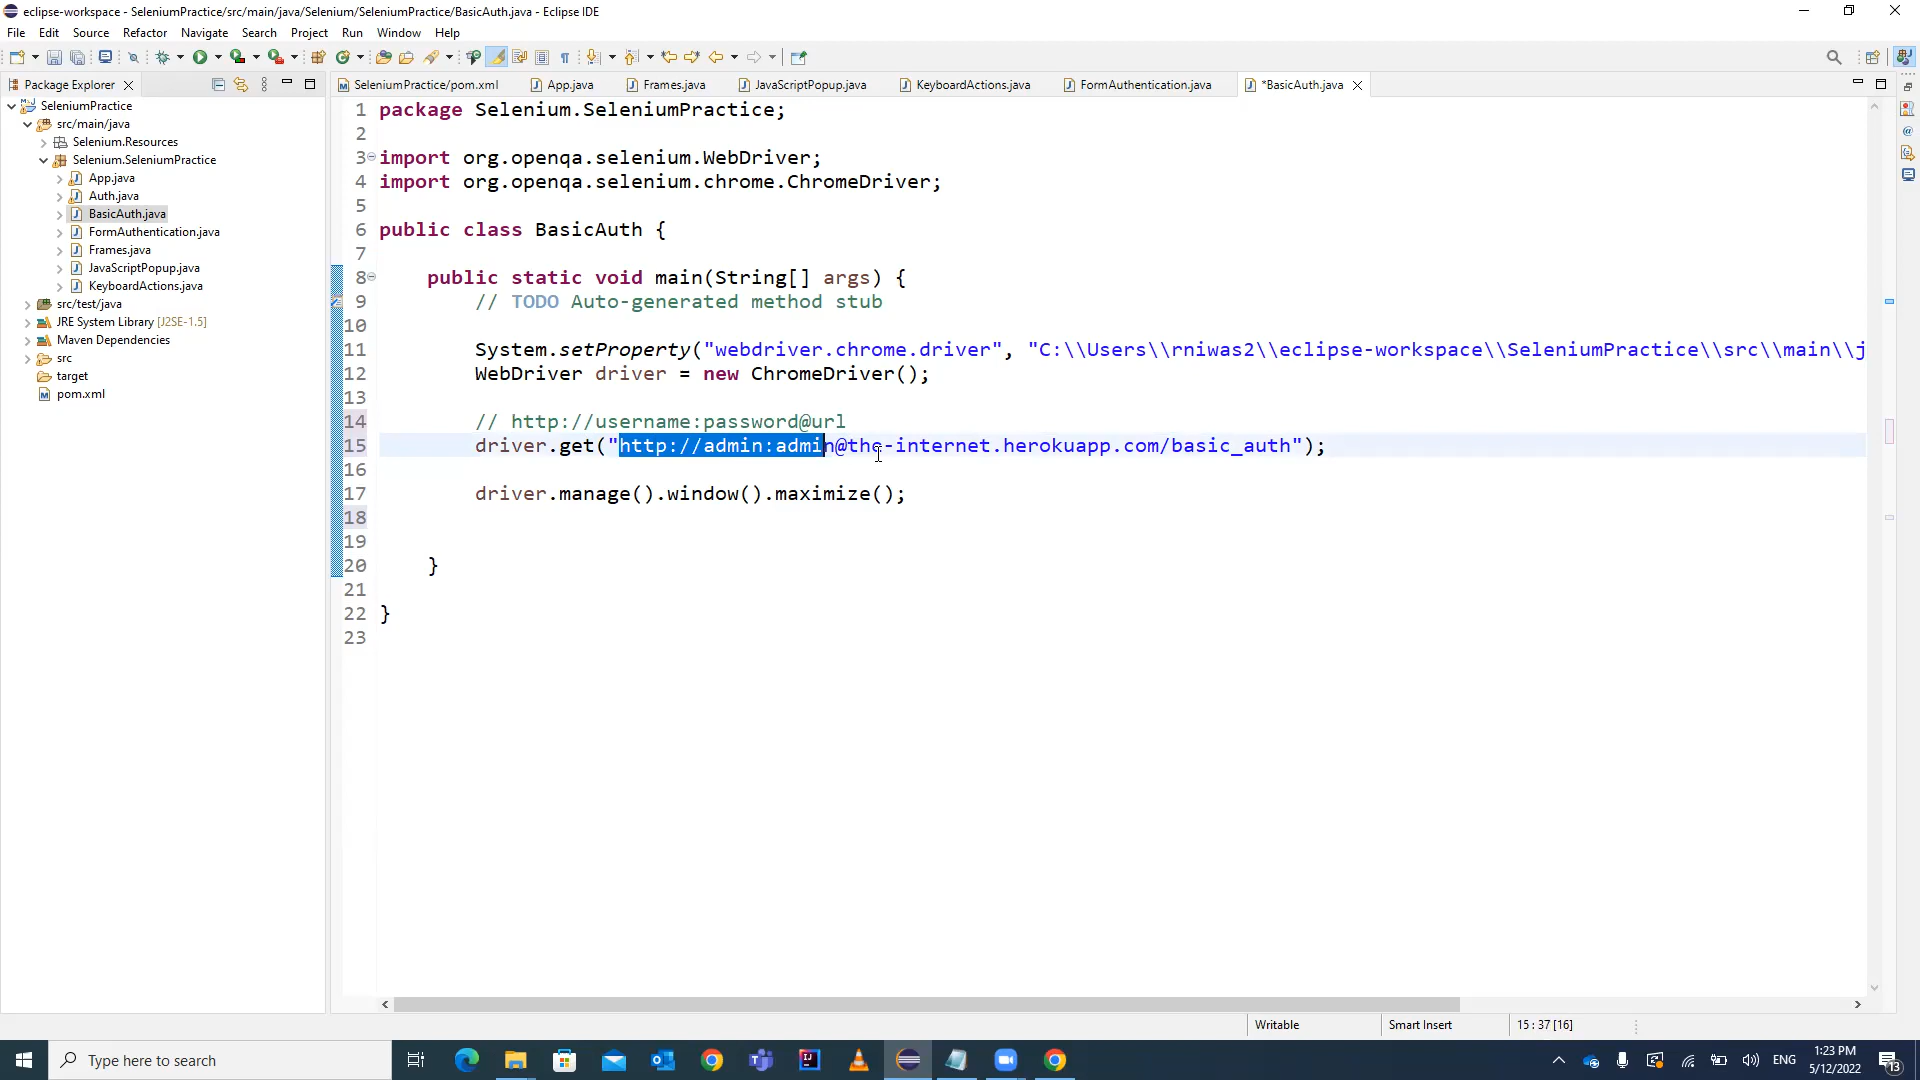 eclipse-workspace - SeleniumPractice/src/main/java/Selenium/SeleniumPractice/BasicAuth.java - Eclipse IDE
File Edit Source Refactor Navigate Search Project Run Window Help
Package Explorer
SeleniumPractice/pom.xml App.java Frames.java JavaScriptPopup.java KeyboardActions.java FormAuthentication.java *BasicAuth.java
SeleniumPractice
src/main/java
Selenium.Resources
Selenium.SeleniumPractice
App.java
Auth.java
BasicAuth.java
FormAuthentication.java
Frames.java
JavaScriptPopup.java
KeyboardActions.java
src/test/java
JRE System Library [J2SE-1.5]
Maven Dependencies
src
target
pom.xml
1 package Selenium.SeleniumPractice;
2
3 import org.openqa.selenium.WebDriver;
4 import org.openqa.selenium.chrome.ChromeDriver;
5
6 public class BasicAuth {
7
8 public static void main(String[] args) {
9 // TODO Auto-generated method stub
10
11 System.setProperty("webdriver.chrome.driver", "C:\\Users\\rniwas2\\eclipse-workspace\\SeleniumPractice\\src\\main\\j
12 WebDriver driver = new ChromeDriver();
13
14 // http://username:password@url
15 driver.get("http://admin:admin@the-internet.herokuapp.com/basic_auth");
16
17 driver.manage().window().maximize();
18
19
20 }
21
22 }
23
Writable Smart Insert 15 : 37 [16]
Type here to search
ENG
1:23 PM
5/12/2022
13